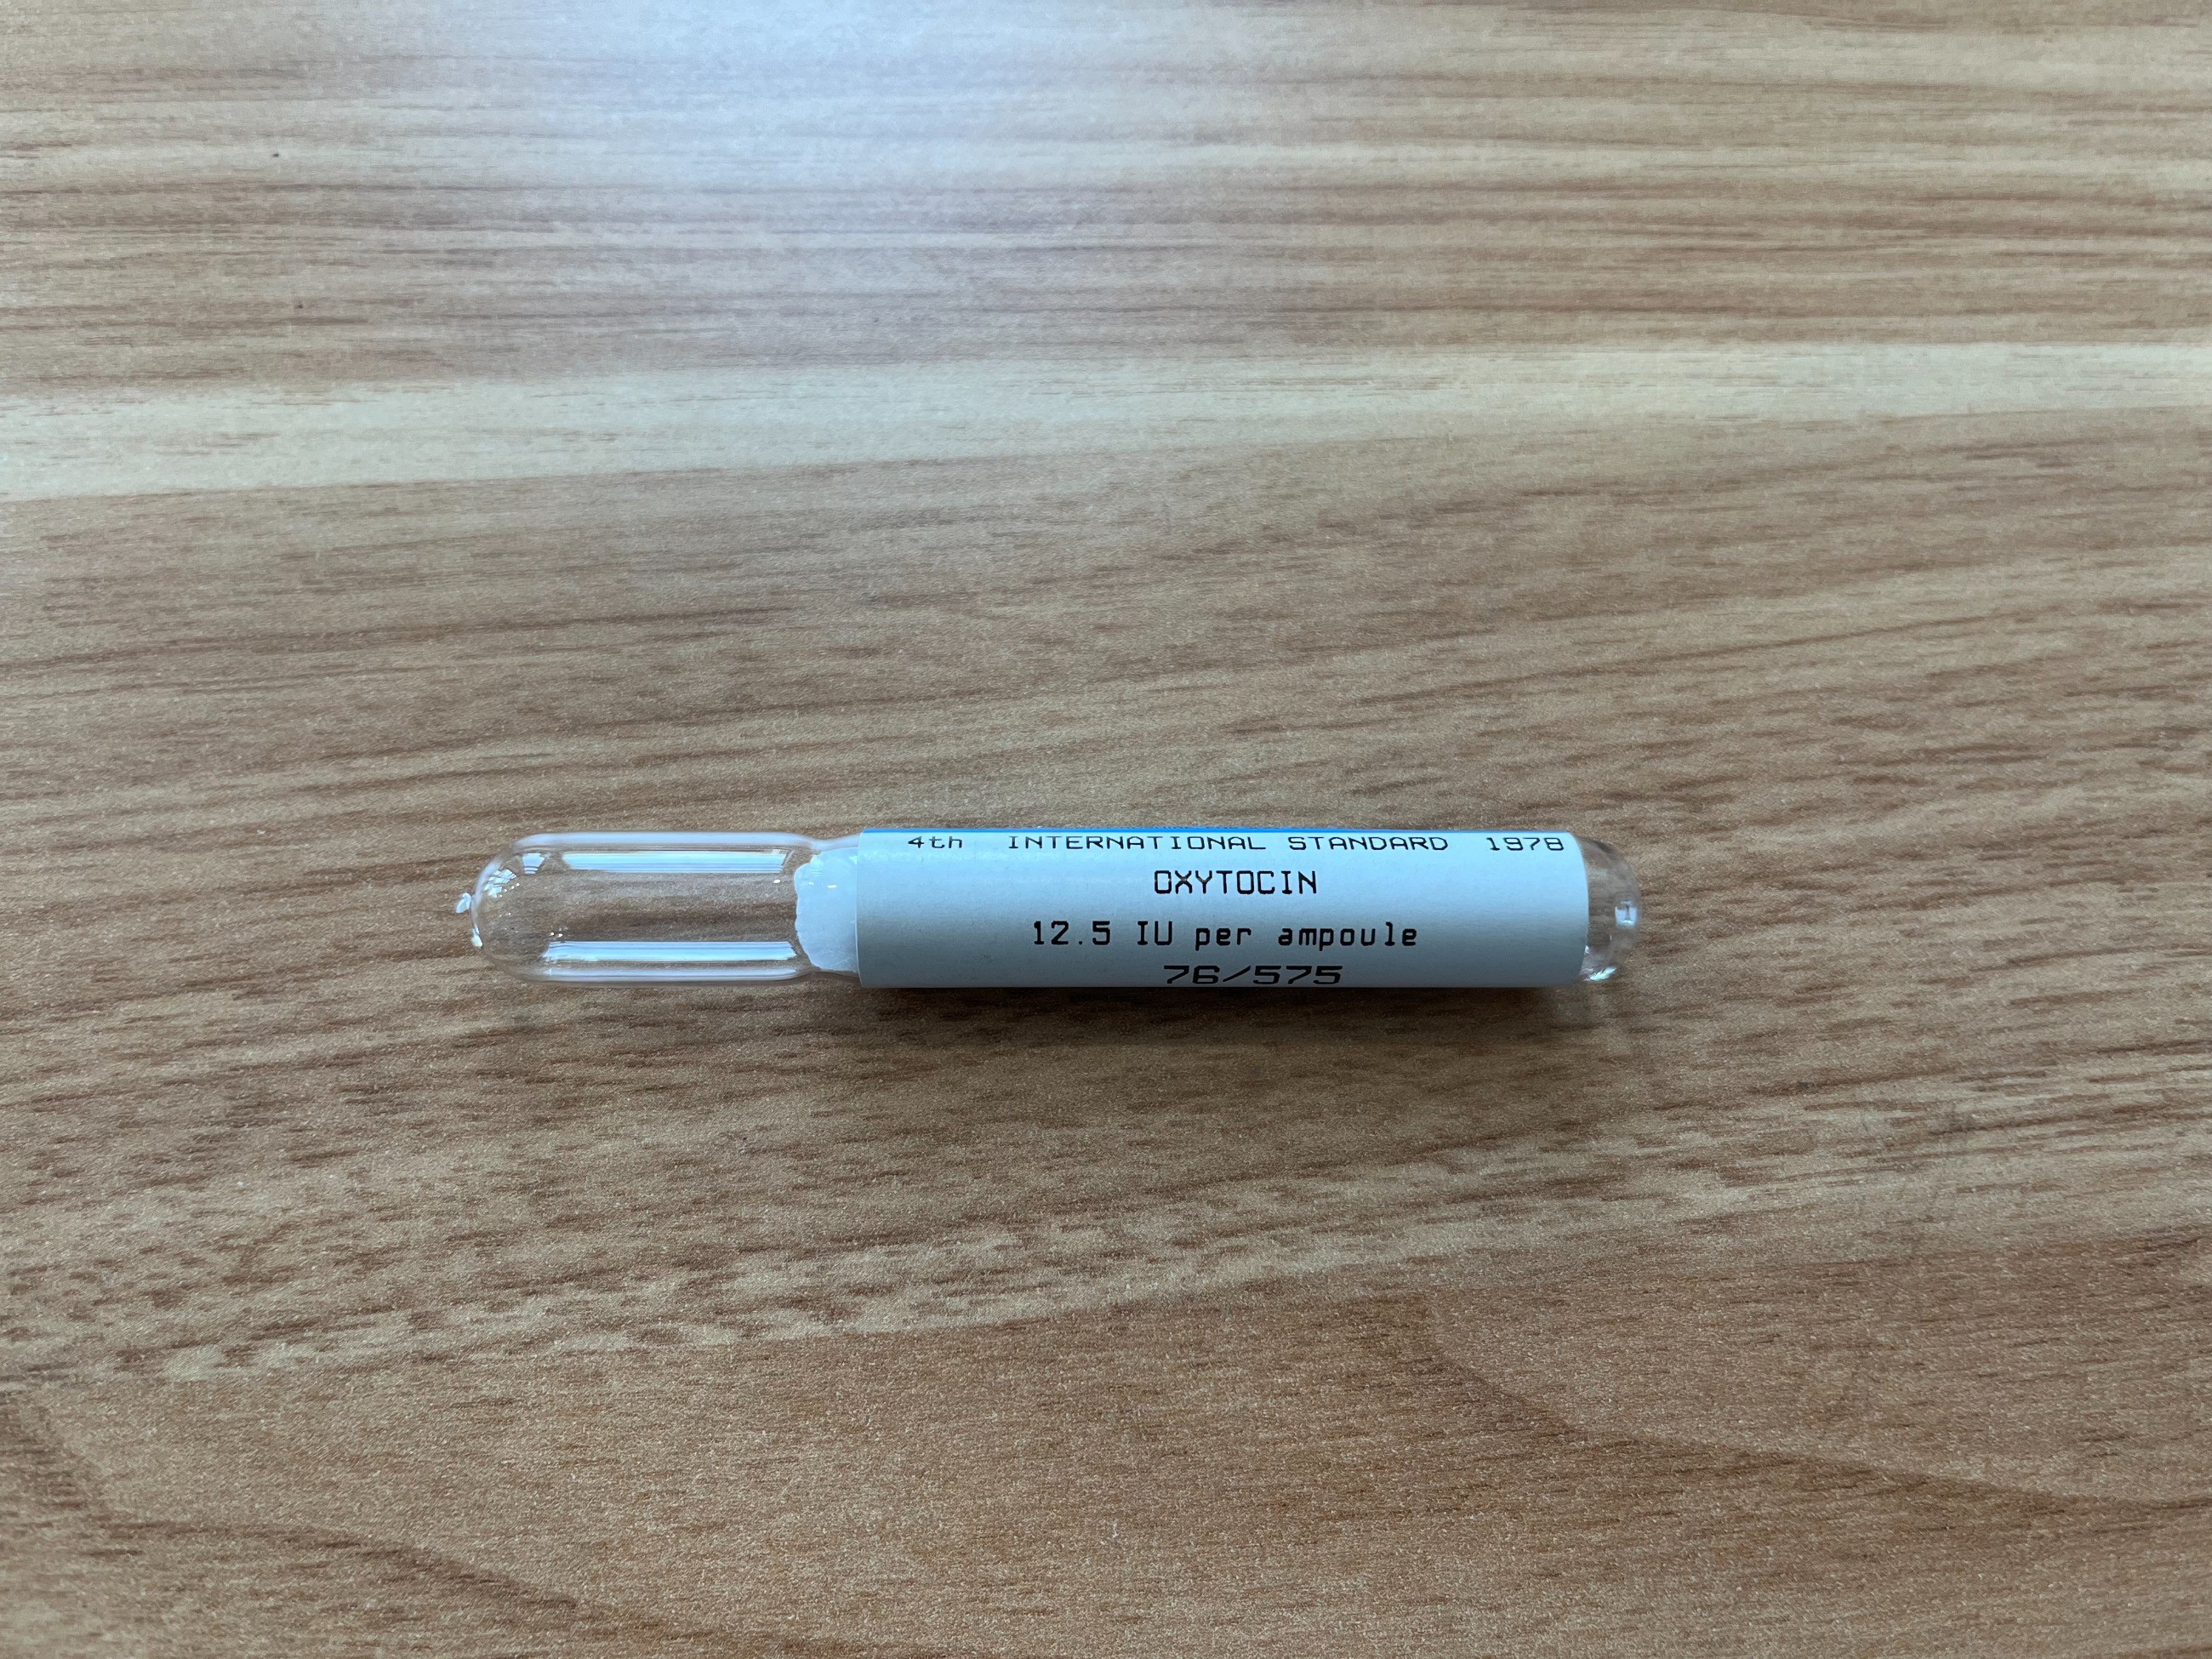 4th INTERNATIONAL STANDARD 1978
OXYTOCIN
12.5 IU per ampoule
76/575